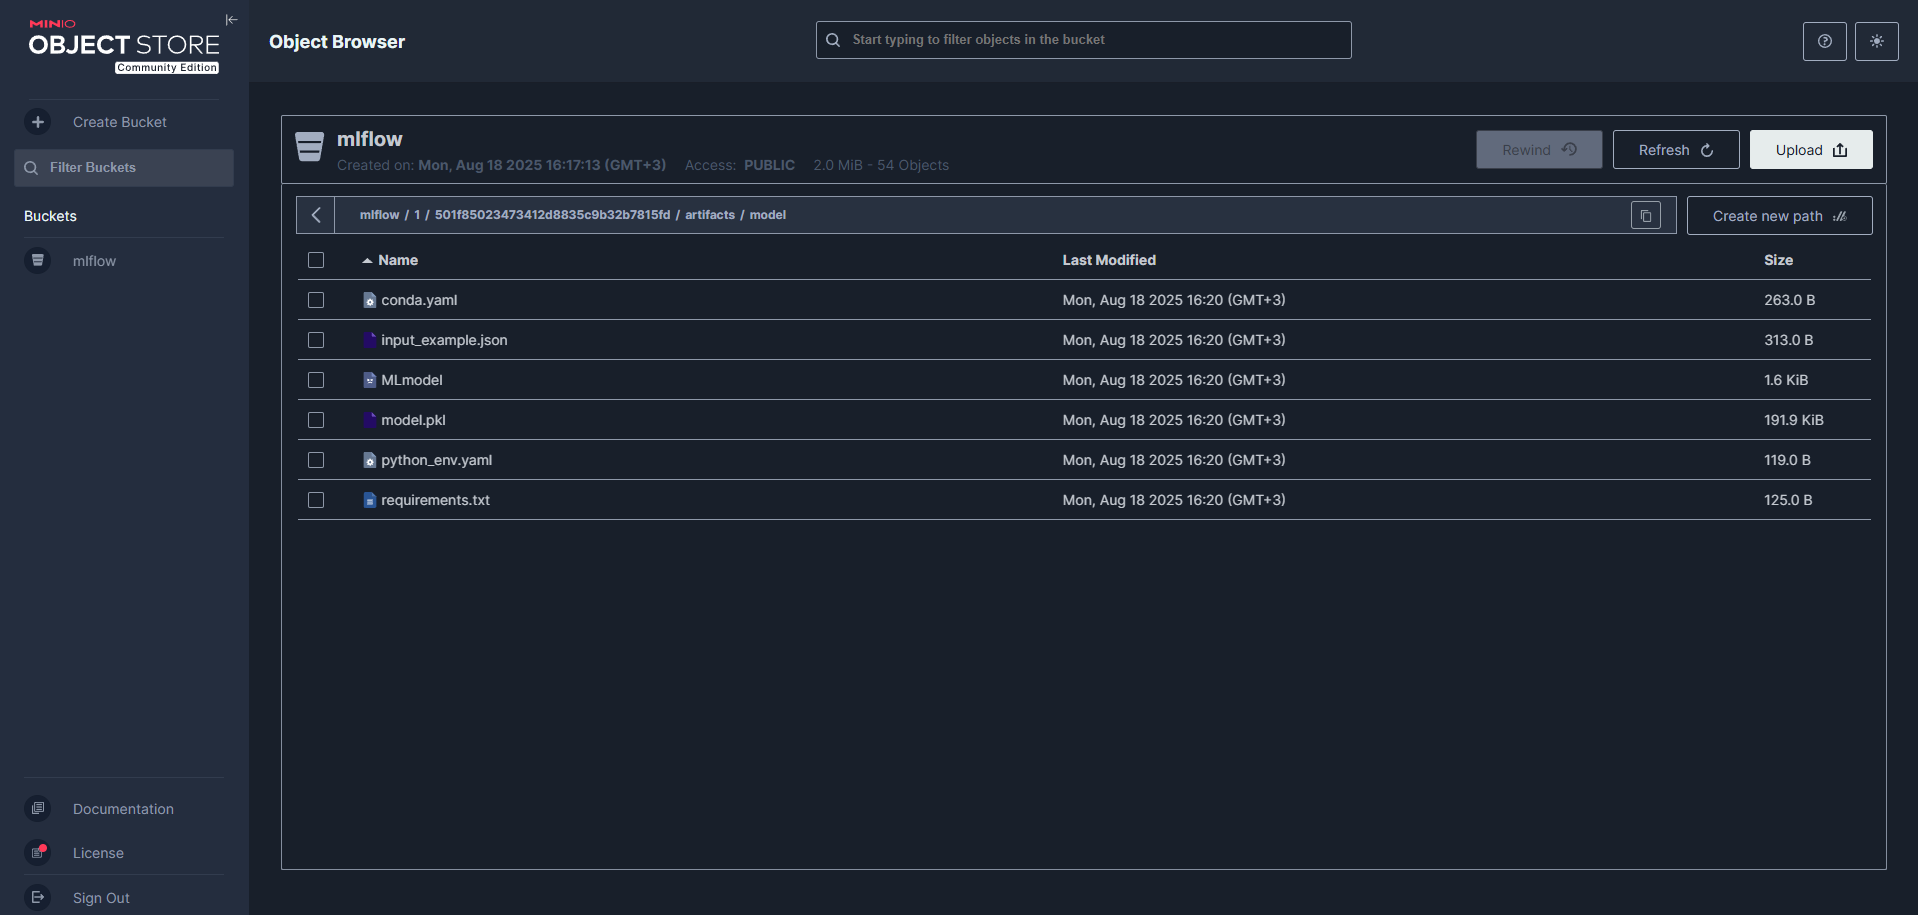 MINIO
OBJECT STORE
Community Edition
Create Bucket
Filter Buckets
Buckets
mlflow
Documentation
License
Sign Out
Object Browser
Start typing to filter objects in the bucket
mlflow
Created on: Mon, Aug 18 2025 16:17:13 (GMT+3) Access: PUBLIC 2.0 MiB - 54 Objects
Rewind
Refresh
Upload
mlflow / 1 / 501f85023473412d8835c9b32b7815fd / artifacts / model
Create new path
Name Last Modified Size
conda.yaml Mon, Aug 18 2025 16:20 (GMT+3) 263.0 B
input_example.json Mon, Aug 18 2025 16:20 (GMT+3) 313.0 B
MLmodel Mon, Aug 18 2025 16:20 (GMT+3) 1.6 KiB
model.pkl Mon, Aug 18 2025 16:20 (GMT+3) 191.9 KiB
python_env.yaml Mon, Aug 18 2025 16:20 (GMT+3) 119.0 B
requirements.txt Mon, Aug 18 2025 16:20 (GMT+3) 125.0 B